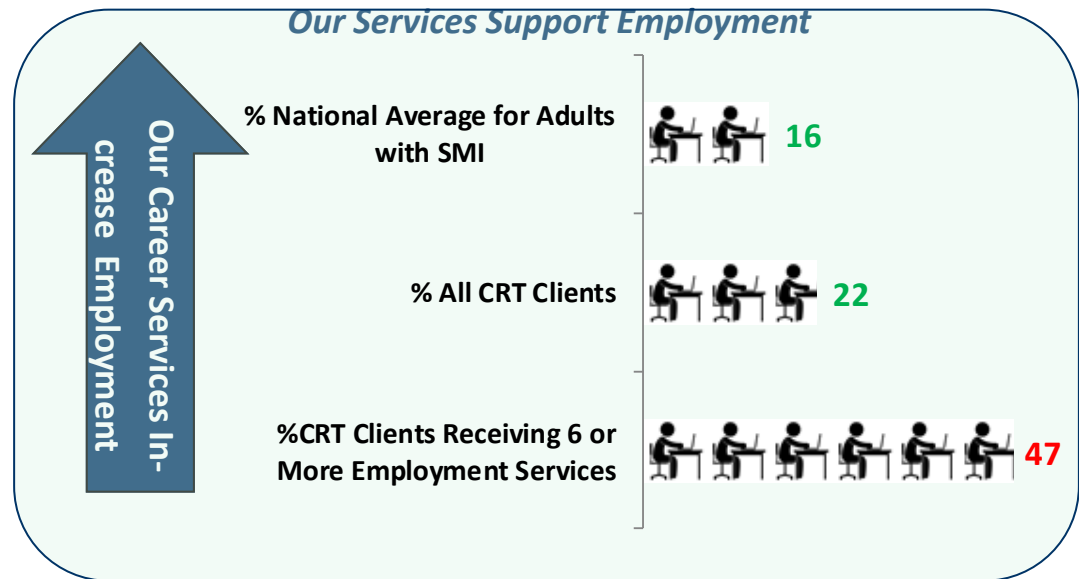 Our Services Support Employment
Our Career Services In-
crease Employment
% National Average for Adults
with SMI
16
% All CRT Clients
22
%CRT Clients Receiving 6 or
More Employment Services
47